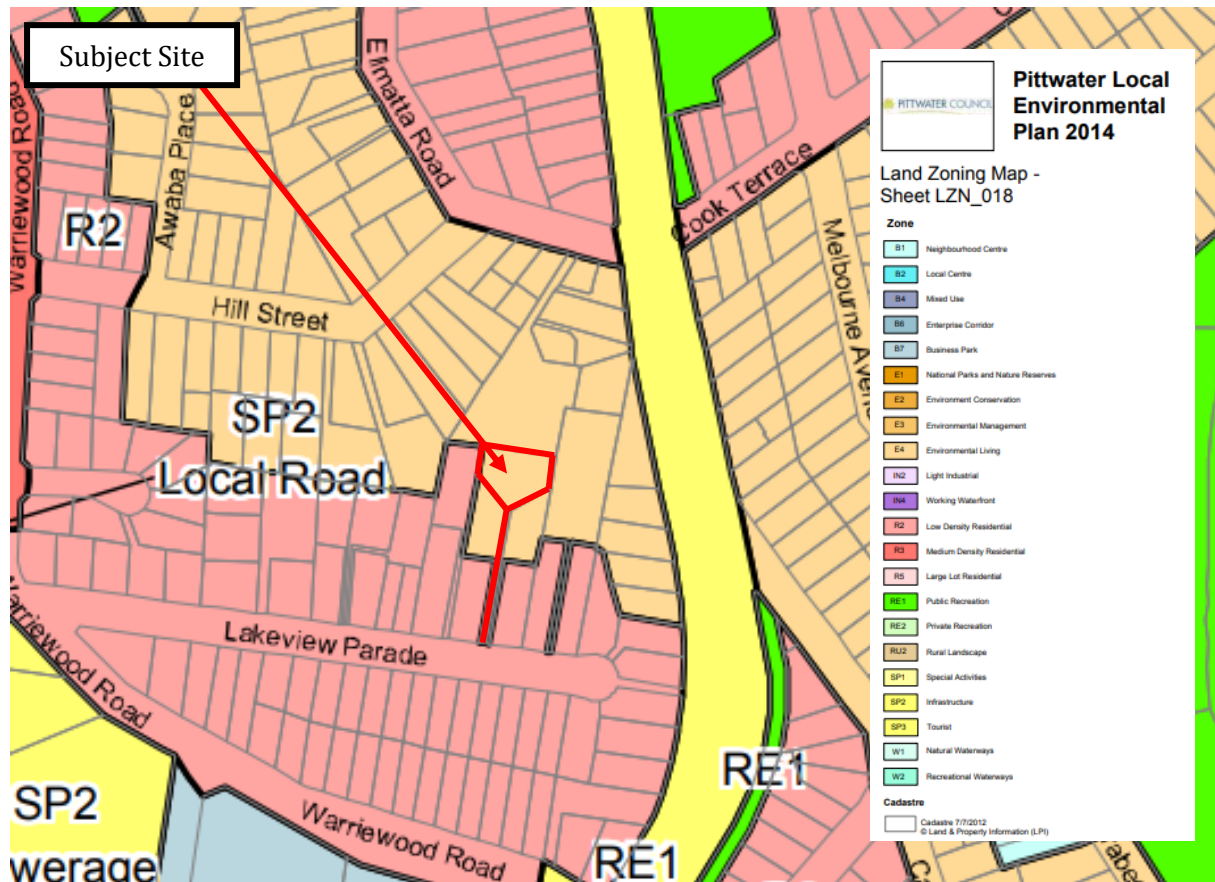 Subject Site
Elmatta Road
Awaba Place
Warriewood Road
R2
Cook Terrace
Melbourne Avenue
Hill Street
SP2
Local Road
Lakeview Parade
Warriewood Road
Warriewood Road
SP2
werage
RE1
RE1
PITTWATER COUNCIL
Pittwater Local
Environmental
Plan 2014
Land Zoning Map -
Sheet LZN_018
Zone
B1 Neighbourhood Centre
B2 Local Centre
B4 Mixed Use
B6 Enterprise Corridor
B7 Business Park
E1 National Parks and Nature Reserves
E2 Environment Conservation
E3 Environmental Management
E4 Environmental Living
IN2 Light Industrial
IN4 Working Waterfront
R2 Low Density Residential
R3 Medium Density Residential
R5 Large Lot Residential
RE1 Public Recreation
RE2 Private Recreation
RU2 Rural Landscape
SP1 Special Activities
SP2 Infrastructure
SP3 Tourist
W1 Natural Waterways
W2 Recreational Waterways
Cadastre
Cadastre 7/7/2012
© Land & Property Information (LPI)